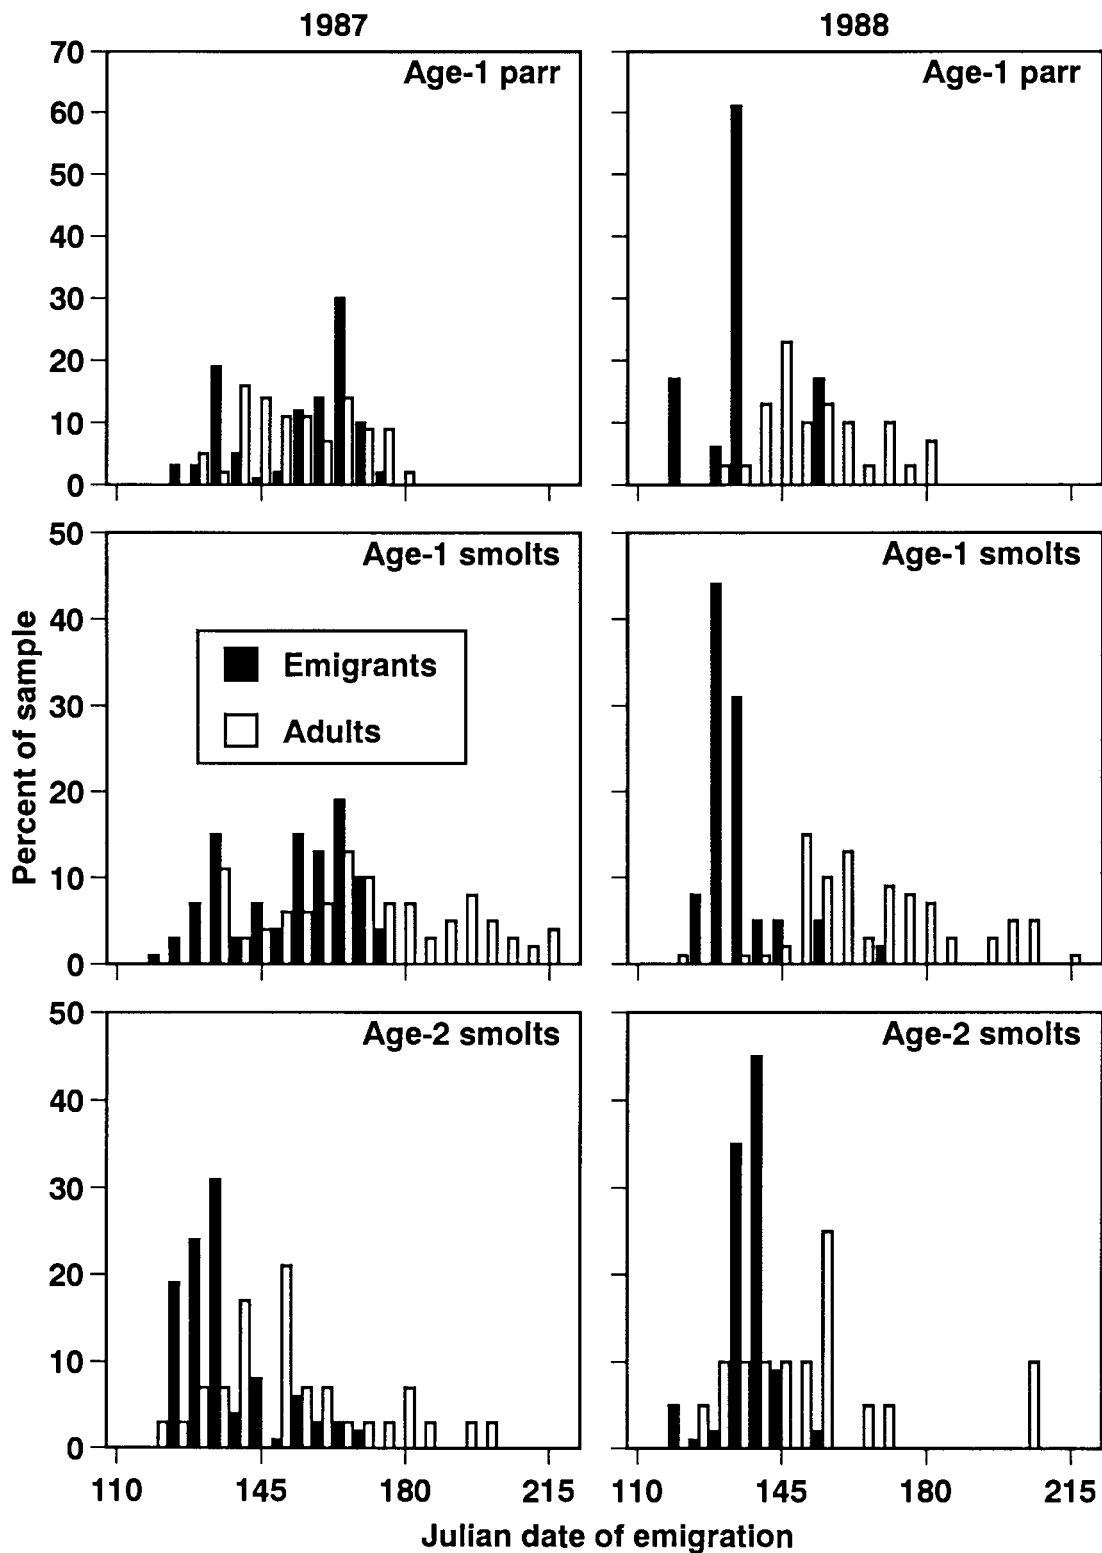 1987
1988
70
60
50
40
30
20
10
0
Age-1 parr
Age-1 parr
50
40
30
20
10
0
Age-1 smolts
Age-1 smolts
Emigrants
Adults
Percent of sample
50
40
30
20
10
0
Age-2 smolts
Age-2 smolts
110 145 180 215 110 145 180 215
Julian date of emigration